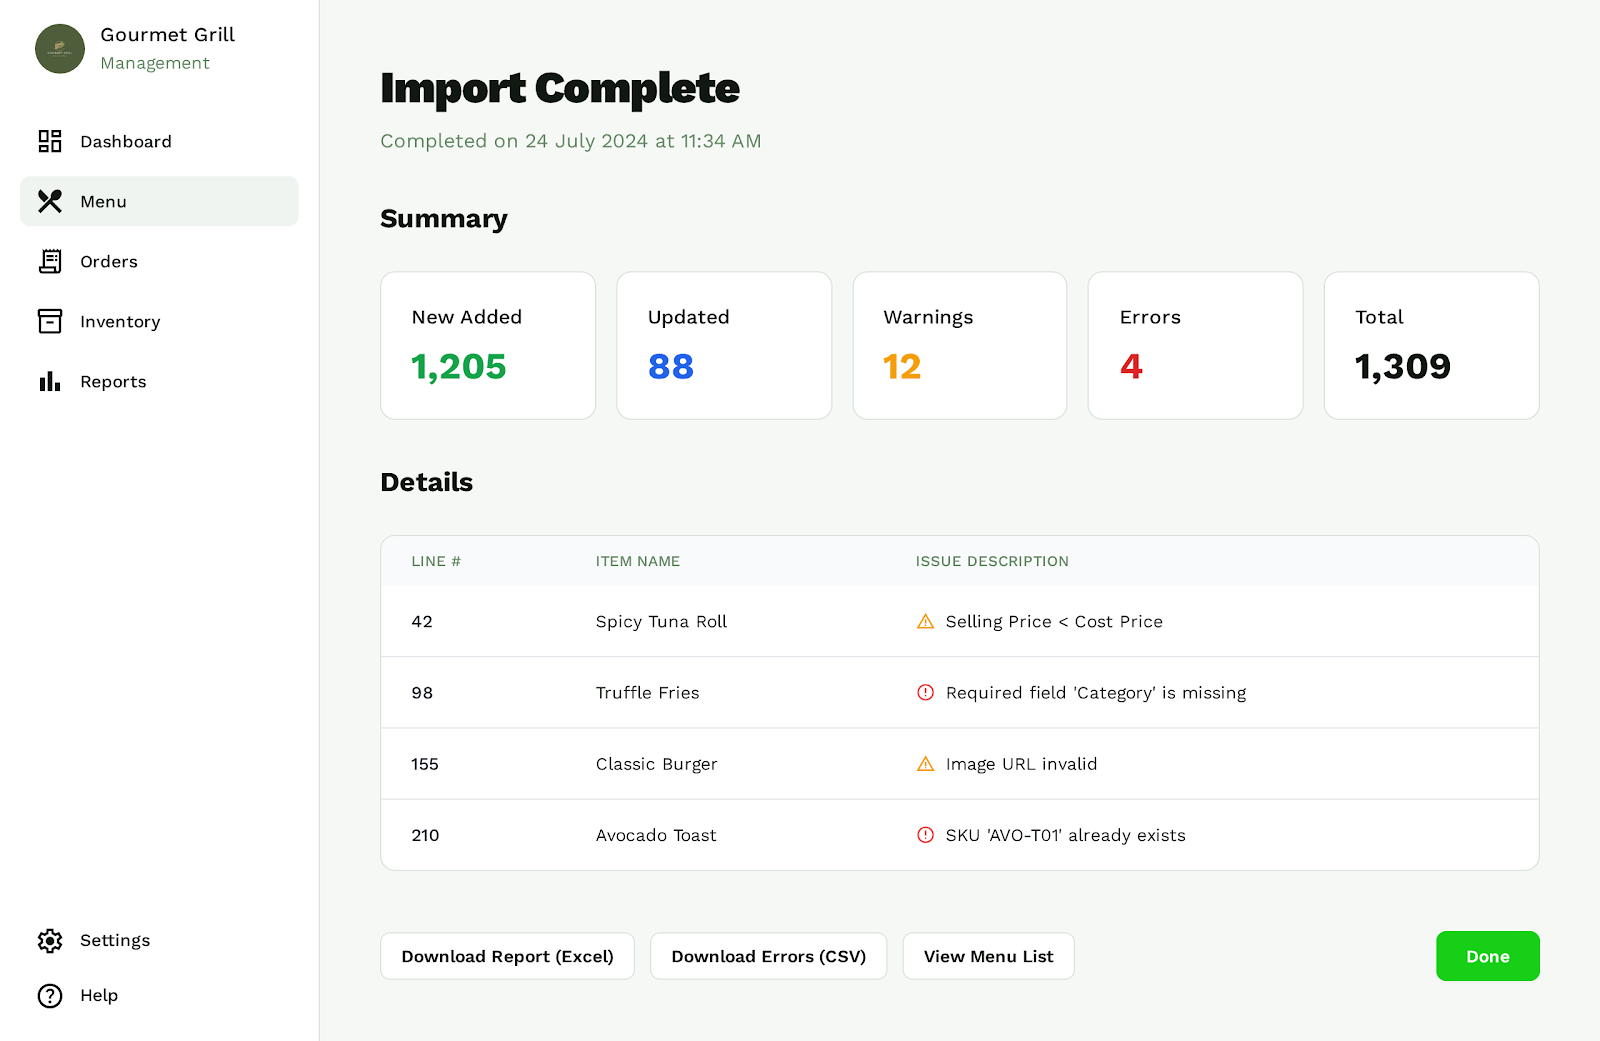 Gourmet Grill
Management
Dashboard
Menu
Orders
Inventory
Reports
Settings
Help
Import Complete
Completed on 24 July 2024 at 11:34 AM
Summary
New Added
1,205
Updated
88
Warnings
12
Errors
4
Total
1,309
Details
LINE # ITEM NAME ISSUE DESCRIPTION
42 Spicy Tuna Roll Selling Price < Cost Price
98 Truffle Fries Required field 'Category' is missing
155 Classic Burger Image URL invalid
210 Avocado Toast SKU 'AVO-T01' already exists
Download Report (Excel) Download Errors (CSV) View Menu List Done